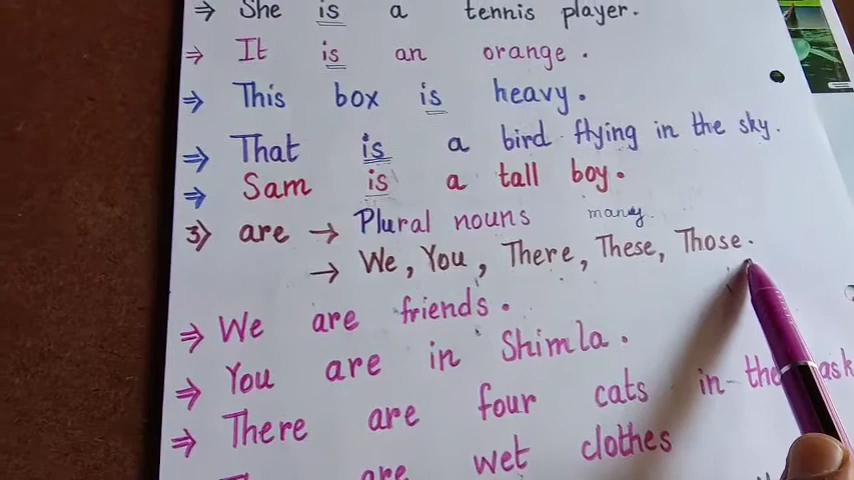 ⇒ She is a tennis player.
⇒ It is an orange.
⇒ This box is heavy.
⇒ That is a bird flying in the sky.
⇒ Sam is a tall boy.
3) are → Plural nouns many.
→ We, You, There, These, Those.
⇒ We are friends.
⇒ You are in Shimla.
⇒ There are four cats in the ask
are wet clothes